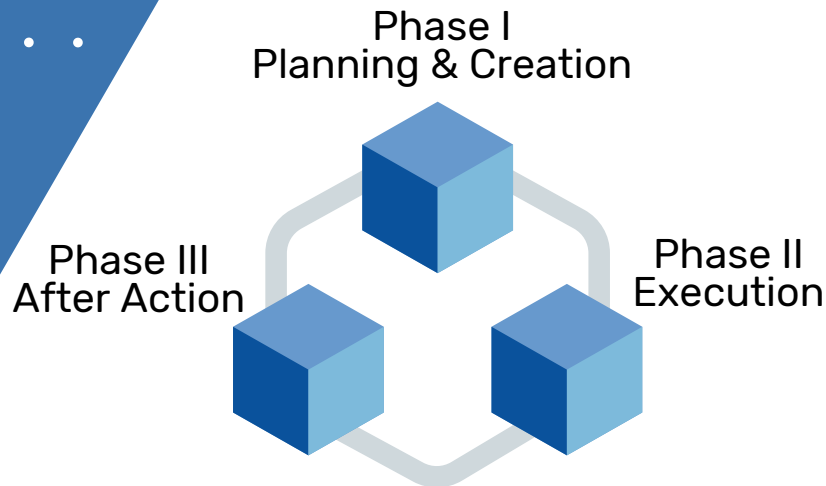 Phase I
Planning & Creation
Phase III
After Action
Phase II
Execution